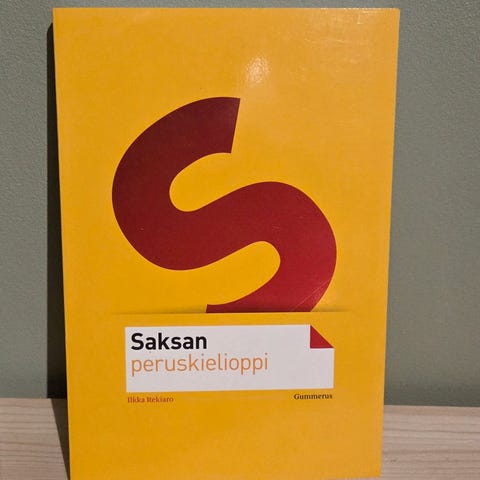 S
Saksan
peruskielioppi
Ilkka Rekiaro Gummerus